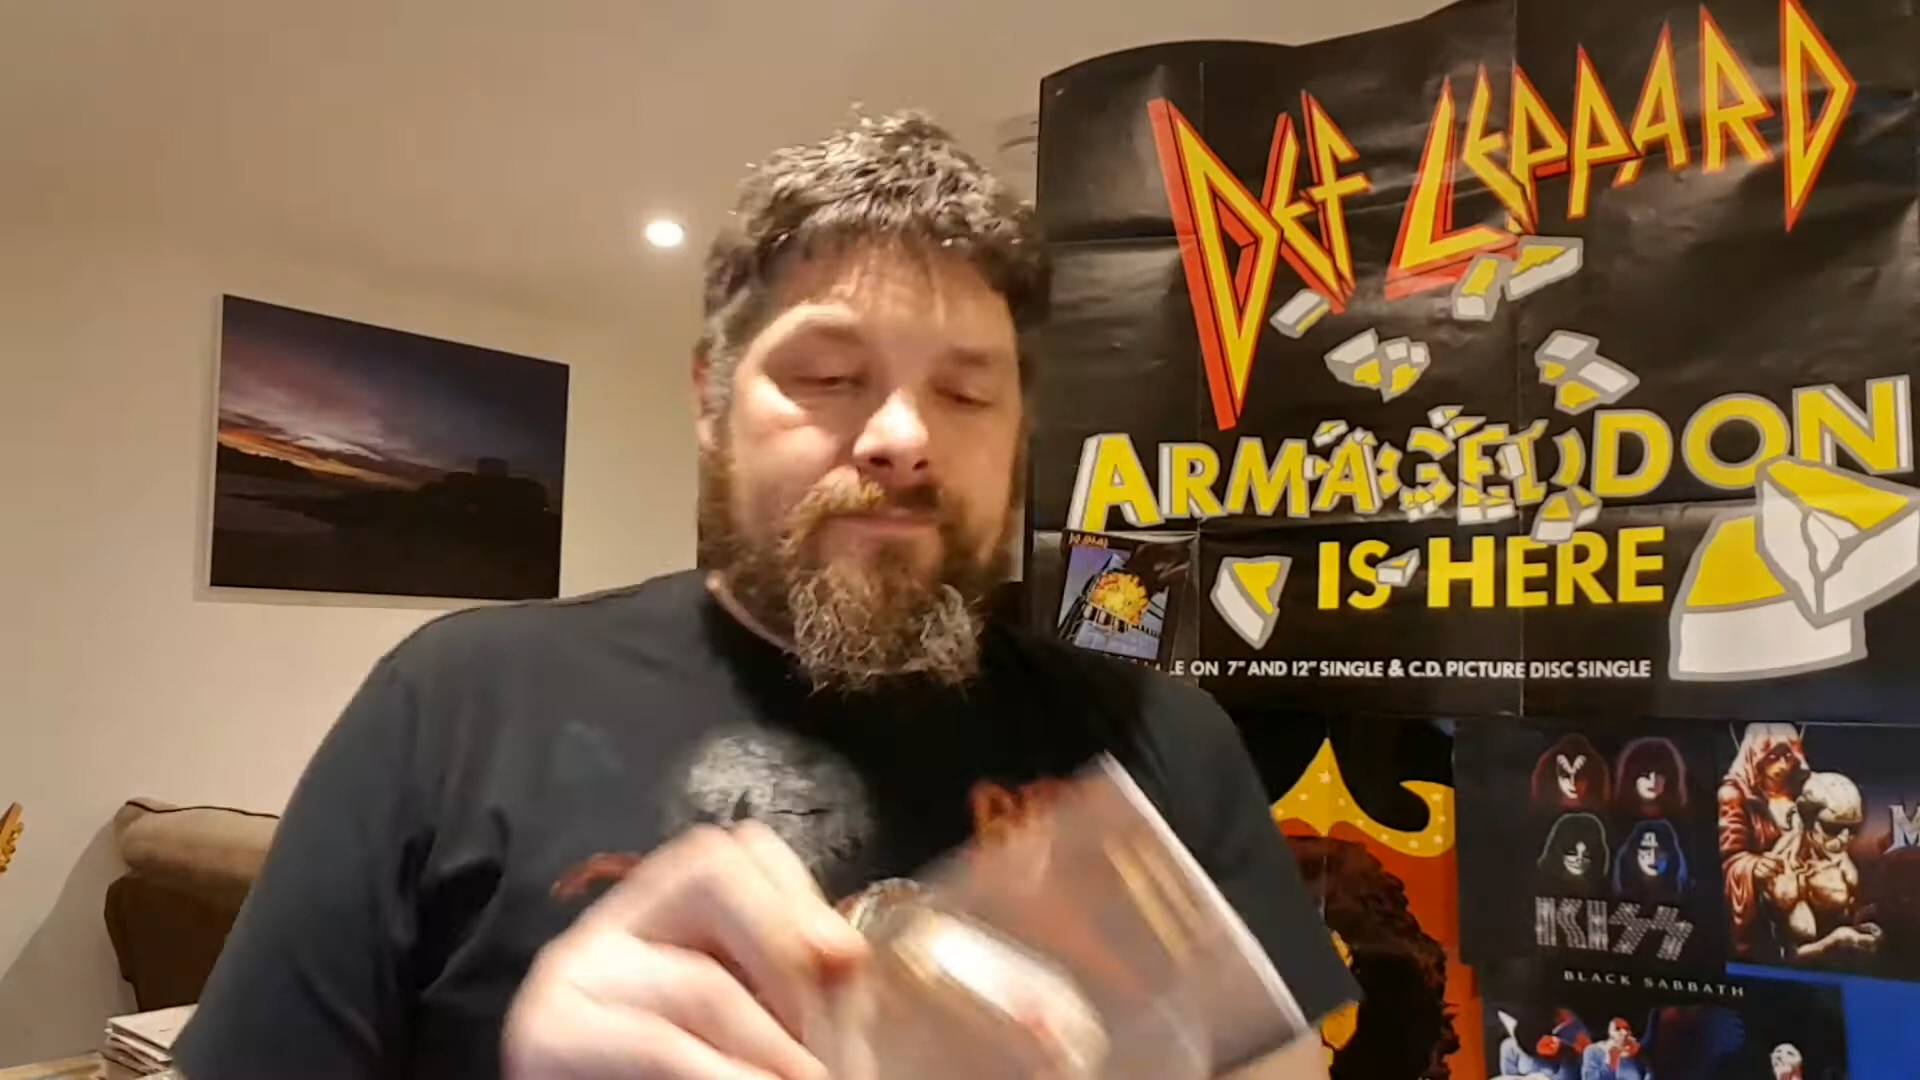 DEF LEPPARD
ARMAGEDDON
IS HERE
ON 7" AND 12" SINGLE & C.D. PICTURE DISC SINGLE
KISS
BLACK SABBATH